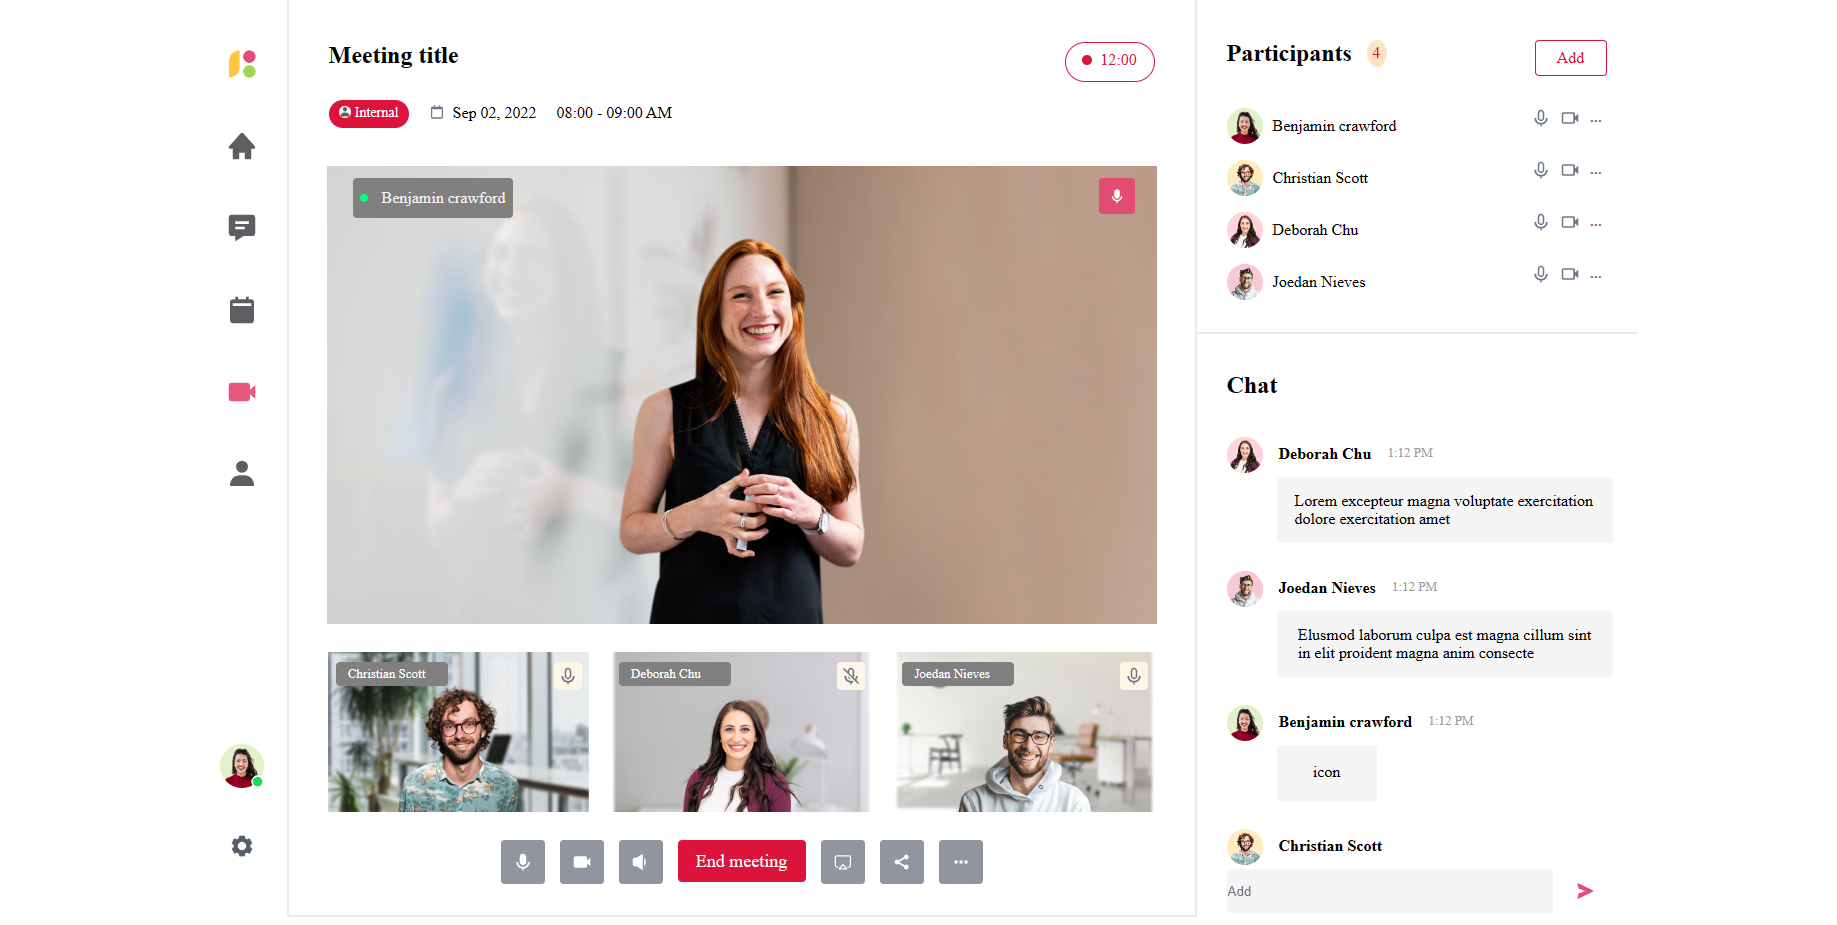 Meeting title
12:00
Internal
Sep 02, 2022
08:00 - 09:00 AM
Benjamin crawford
Christian Scott
Deborah Chu
Joedan Nieves
End meeting
Participants
4
Add
Benjamin crawford
...
Christian Scott
...
Deborah Chu
...
Joedan Nieves
...
Chat
Deborah Chu 1:12 PM
Lorem excepteur magna voluptate exercitation
dolore exercitation amet
Joedan Nieves 1:12 PM
Elusmod laborum culpa est magna cillum sint
in elit proident magna anim consecte
Benjamin crawford 1:12 PM
icon
Christian Scott
Add